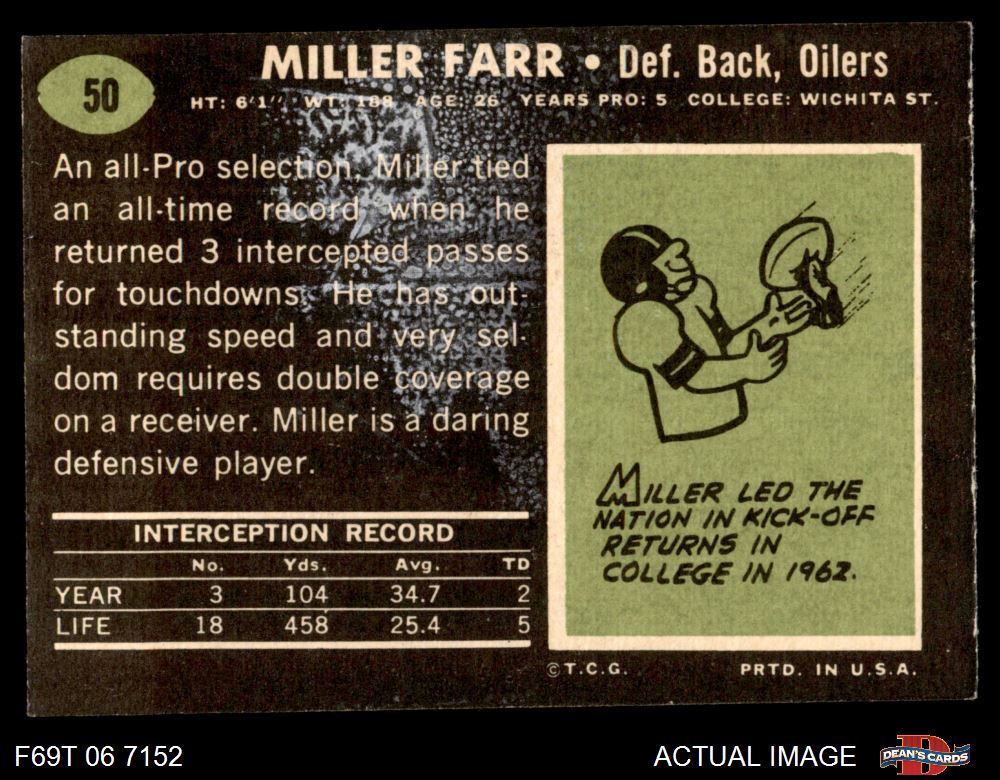 50
MILLER FARR • Def. Back, Oilers
HT: 6'1" WT: 188 AGE: 26 YEARS PRO: 5 COLLEGE: WICHITA ST.
An all-Pro selection, Miller tied
an all-time record when he
returned 3 intercepted passes
for touchdowns. He has out-
standing speed and very sel-
dom requires double coverage
on a receiver. Miller is a daring
defensive player.
INTERCEPTION RECORD
No. Yds. Avg. TD
YEAR 3 104 34.7 2
LIFE 18 458 25.4 5
MILLER LED THE
NATION IN KICK-OFF
RETURNS IN
COLLEGE IN 1962.
©T.C.G. PRTD. IN U.S.A.
F69T 06 7152 ACTUAL IMAGE DEAN'S CARDS